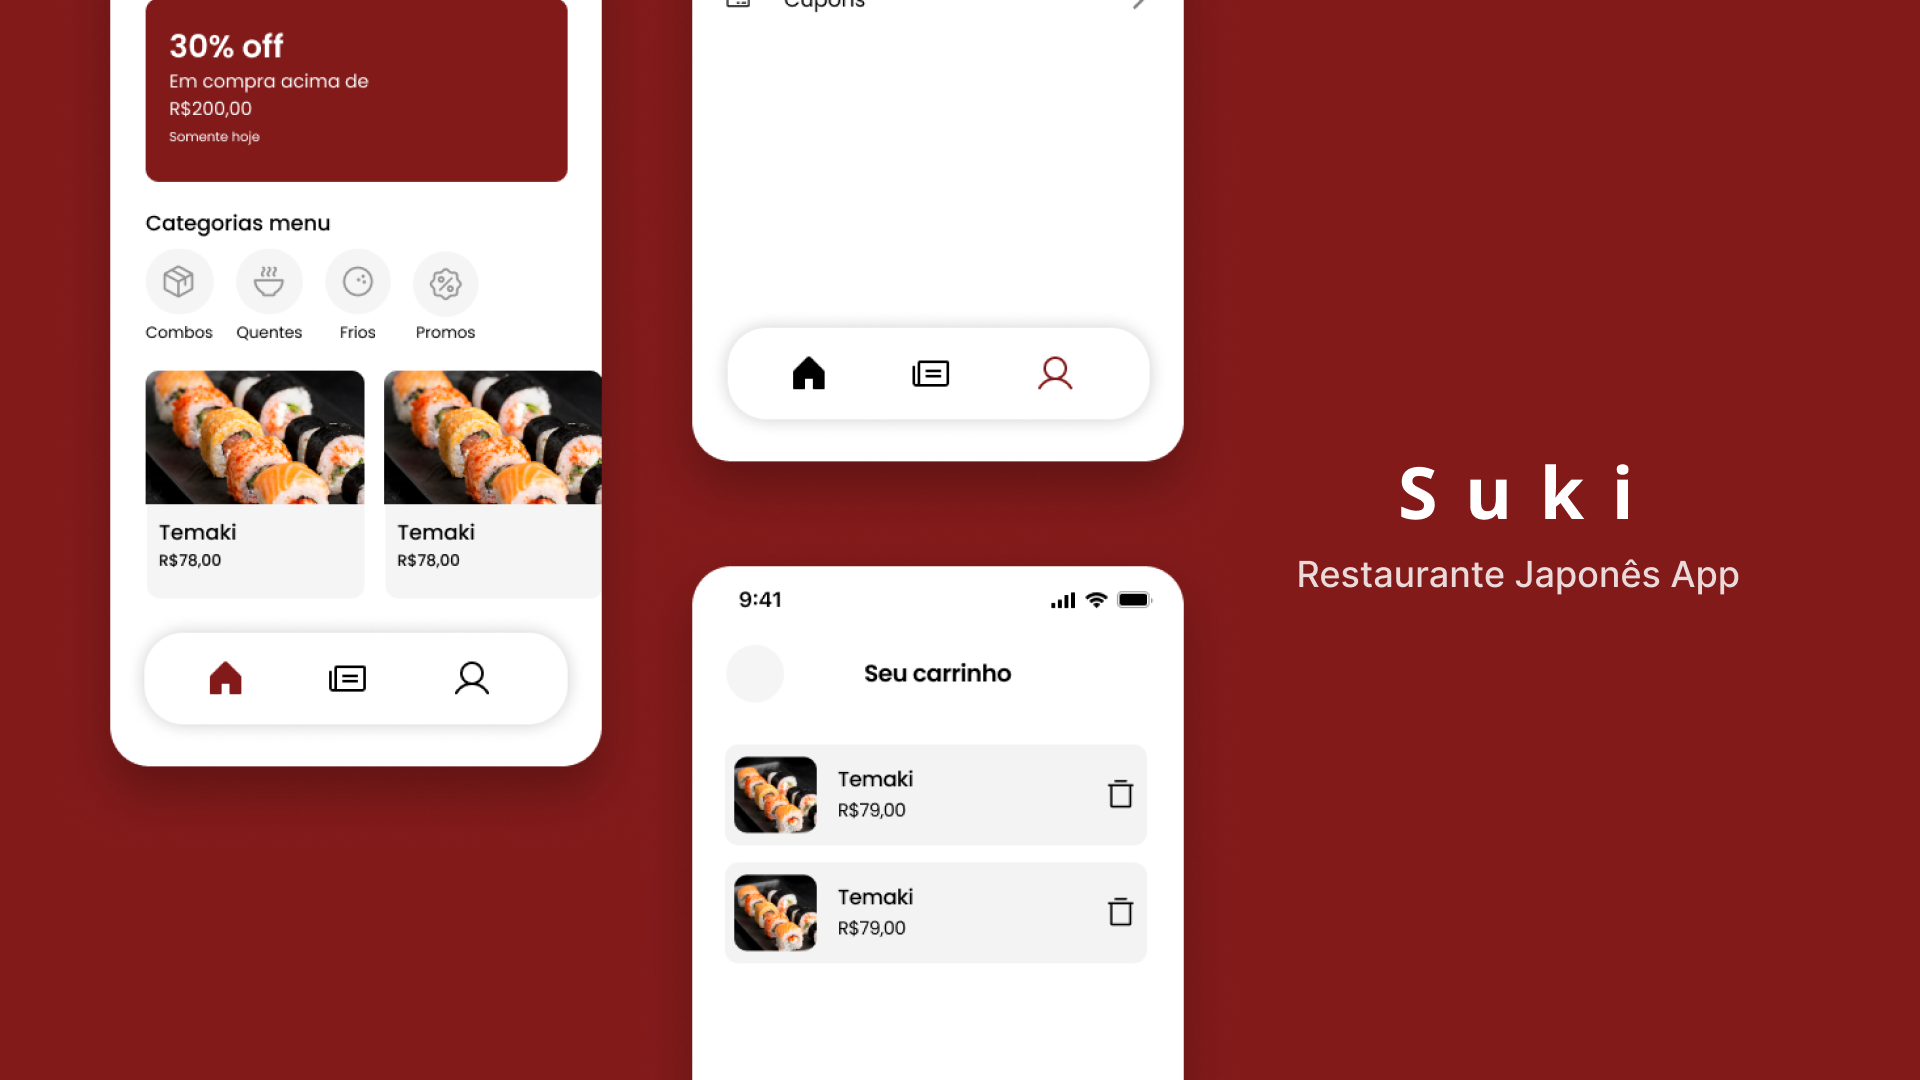 30% off
Em compra acima de
R$200,00
Somente hoje
Categorias menu
Combos
Quentes
Frios
Promos
Temaki
R$78,00
Temaki
R$78,00
Cupons
9:41
Seu carrinho
Temaki
R$79,00
Temaki
R$79,00
Suki
Restaurante Japonês App